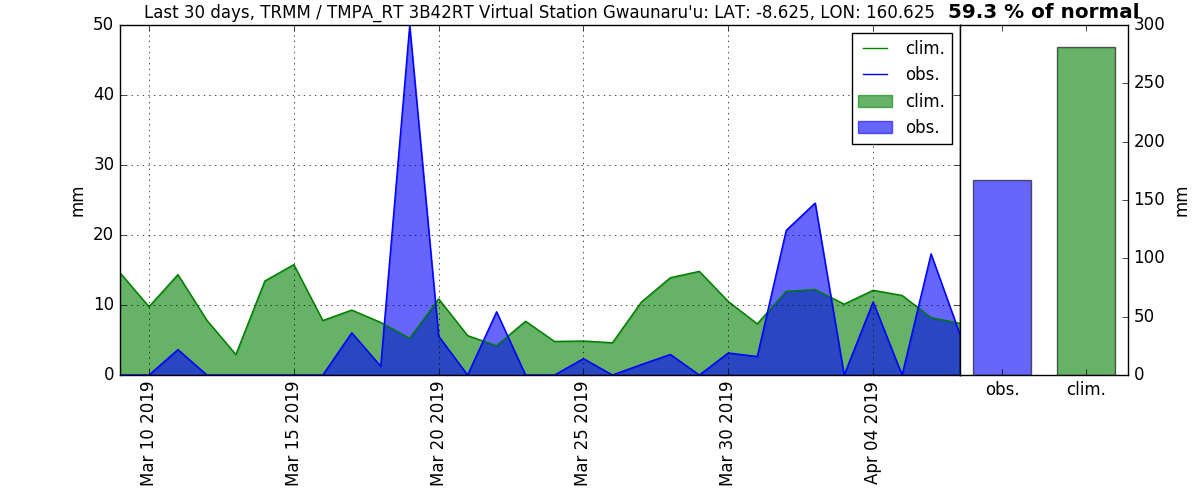 Last 30 days, TRMM / TMPA_RT 3B42RT Virtual Station Gwaunaru'u: LAT: -8.625, LON: 160.625
59.3 % of normal
50
40
30
20
10
0
mm
clim.
obs.
clim.
obs.
Mar 10 2019
Mar 15 2019
Mar 20 2019
Mar 25 2019
Mar 30 2019
Apr 04 2019
300
250
200
150
100
50
0
mm
obs.
clim.